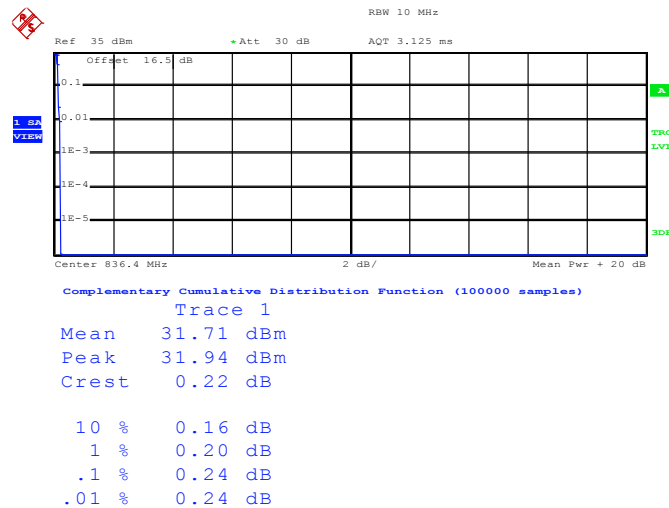 RBW 10 MHz
Ref 35 dBm * Att 30 dB AQT 3.125 ms
Offset 16.5 dB
0.1
A
0.01
1 SA
VIEW
TRG
LVL
1E-3
1E-4
1E-5
3DB
Center 836.4 MHz 2 dB/ Mean Pwr + 20 dB
Complementary Cumulative Distribution Function (100000 samples)
Trace 1
Mean 31.71 dBm
Peak 31.94 dBm
Crest 0.22 dB
10 % 0.16 dB
1 % 0.20 dB
.1 % 0.24 dB
.01 % 0.24 dB